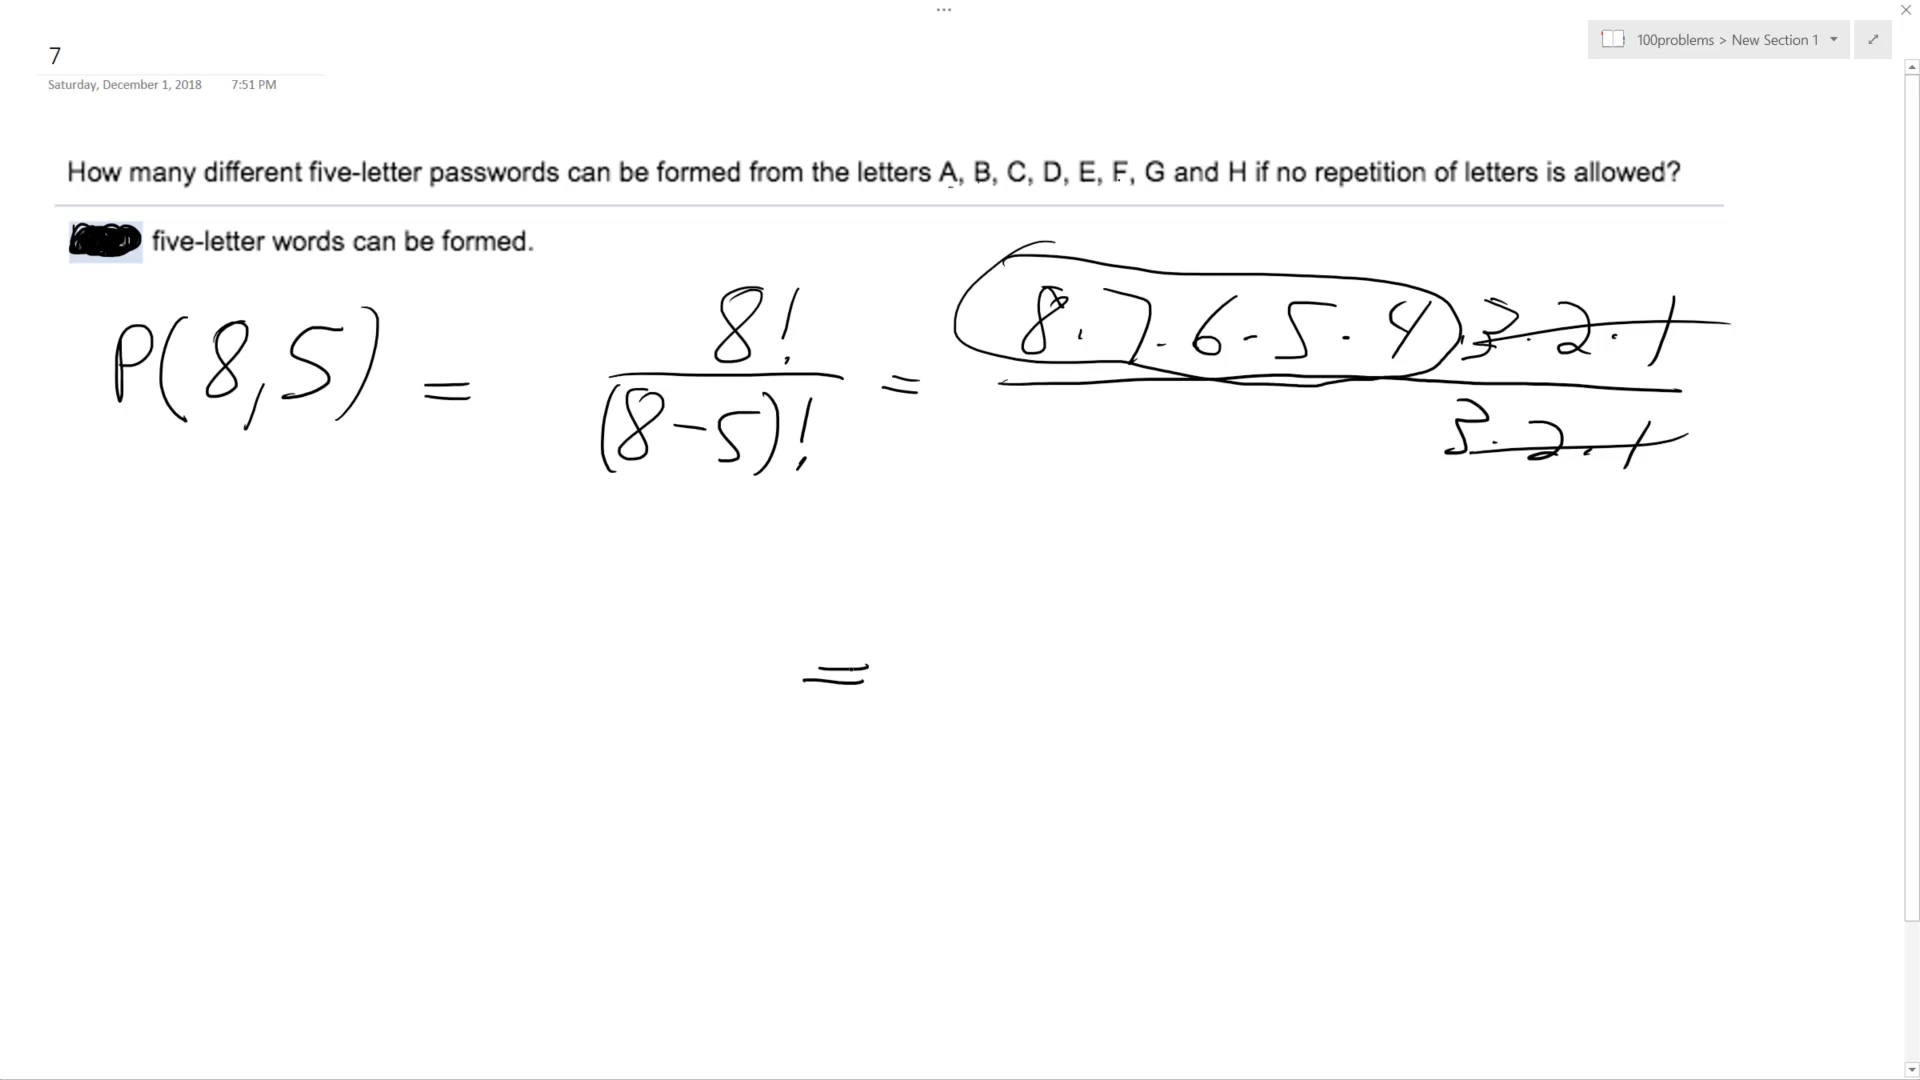 ...
100problems > New Section 1
7
Saturday, December 1, 2018 7:51 PM
How many different five-letter passwords can be formed from the letters A, B, C, D, E, F, G and H if no repetition of letters is allowed?
five-letter words can be formed.
P(8,5) = 8! / (8-5)! = 8·7·6·5·4·3·2·1 / 3·2·1
=